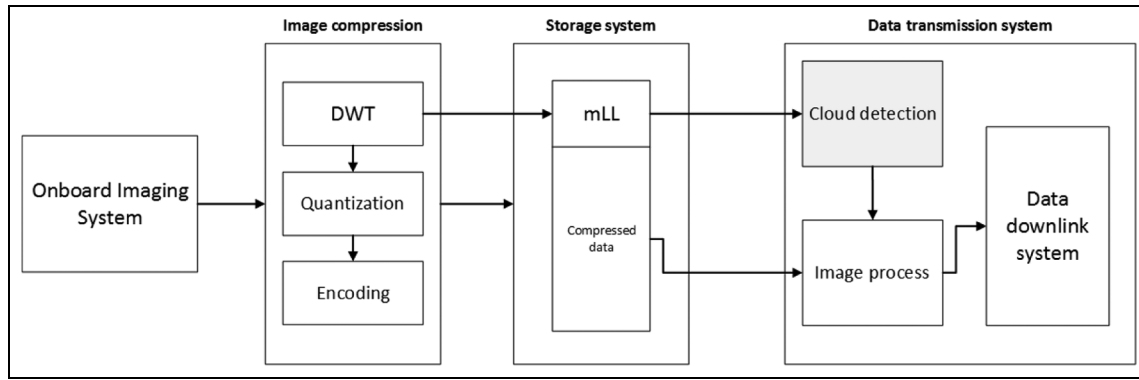 Image compression
Storage system
Data transmission system
DWT
mLL
Cloud detection
Onboard Imaging
System
Quantization
Compressed
data
Data
downlink
system
Image process
Encoding